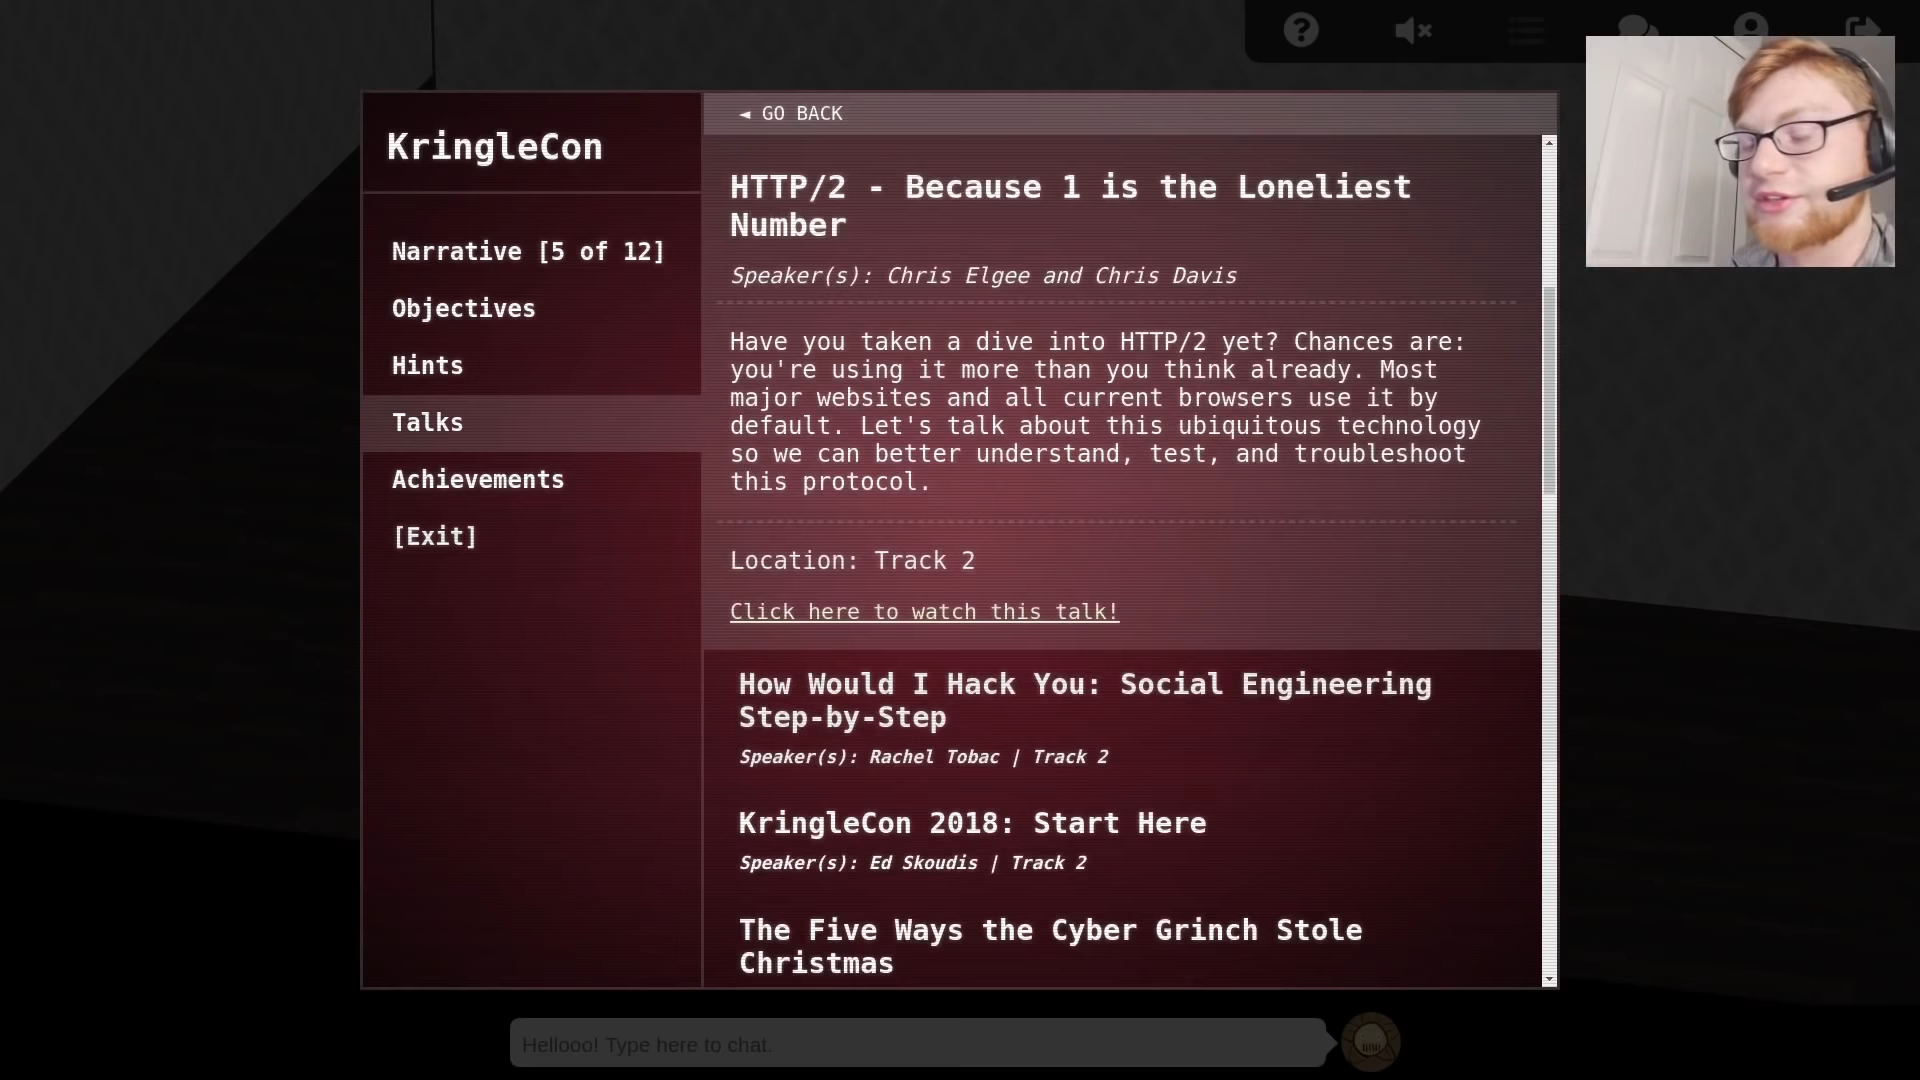 KringleCon
Narrative [5 of 12]
Objectives
Hints
Talks
Achievements
[Exit]
◄ GO BACK
HTTP/2 - Because 1 is the Loneliest
Number
Speaker(s): Chris Elgee and Chris Davis
Have you taken a dive into HTTP/2 yet? Chances are:
you're using it more than you think already. Most
major websites and all current browsers use it by
default. Let's talk about this ubiquitous technology
so we can better understand, test, and troubleshoot
this protocol.
Location: Track 2
Click here to watch this talk!
How Would I Hack You: Social Engineering
Step-by-Step
Speaker(s): Rachel Tobac | Track 2
KringleCon 2018: Start Here
Speaker(s): Ed Skoudis | Track 2
The Five Ways the Cyber Grinch Stole
Christmas
Hellooo! Type here to chat.